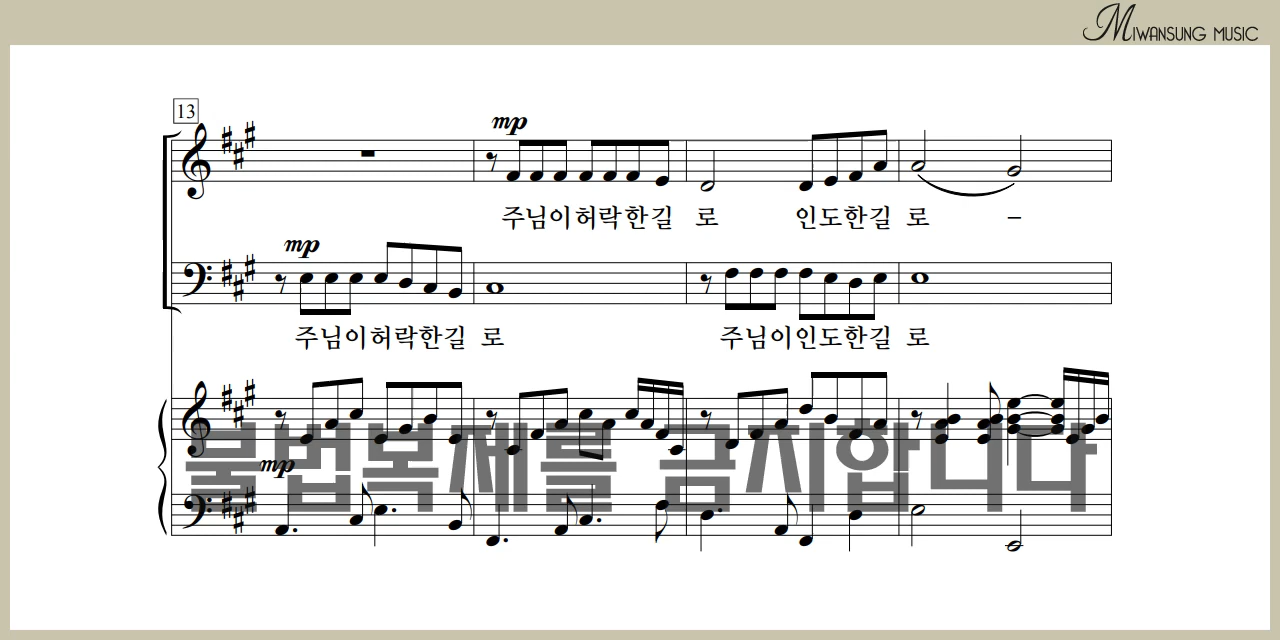 MIWANSUNG MUSIC
13
mp
주님이허락한길 로 인도한길 로 –
mp
주님이허락한길 로 주님이인도한길 로
mp
불법복제를 금지합니다